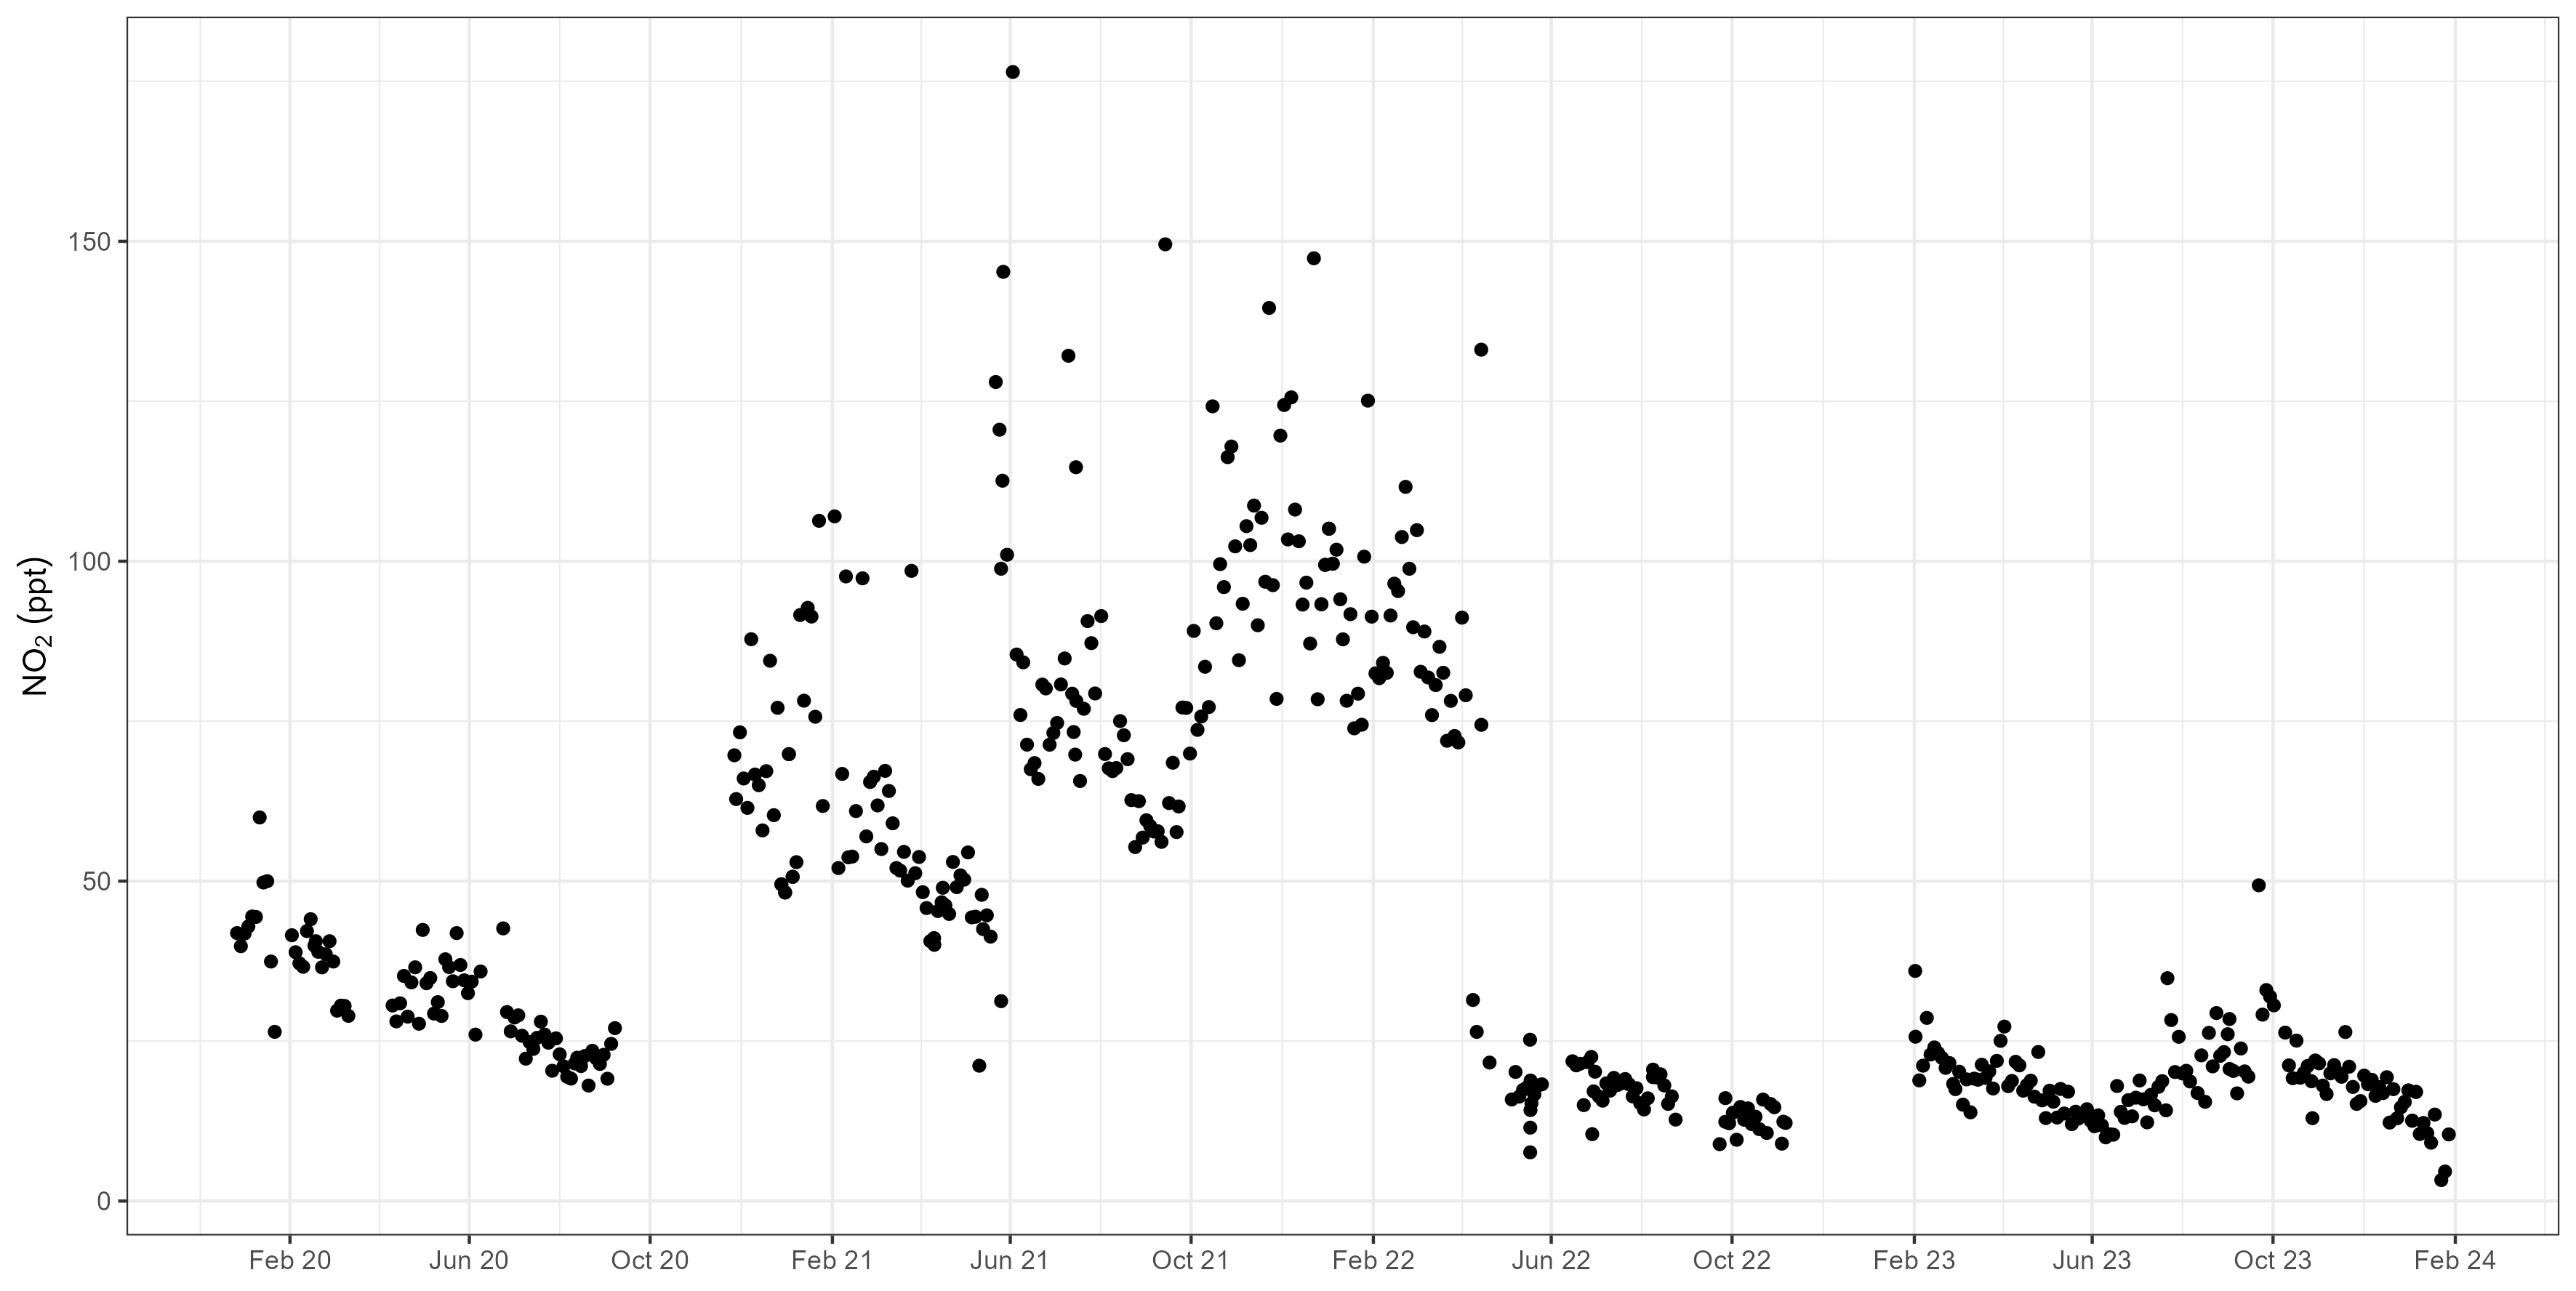 NO₂ (ppt)
150
100
50
0
Feb 20
Jun 20
Oct 20
Feb 21
Jun 21
Oct 21
Feb 22
Jun 22
Oct 22
Feb 23
Jun 23
Oct 23
Feb 24